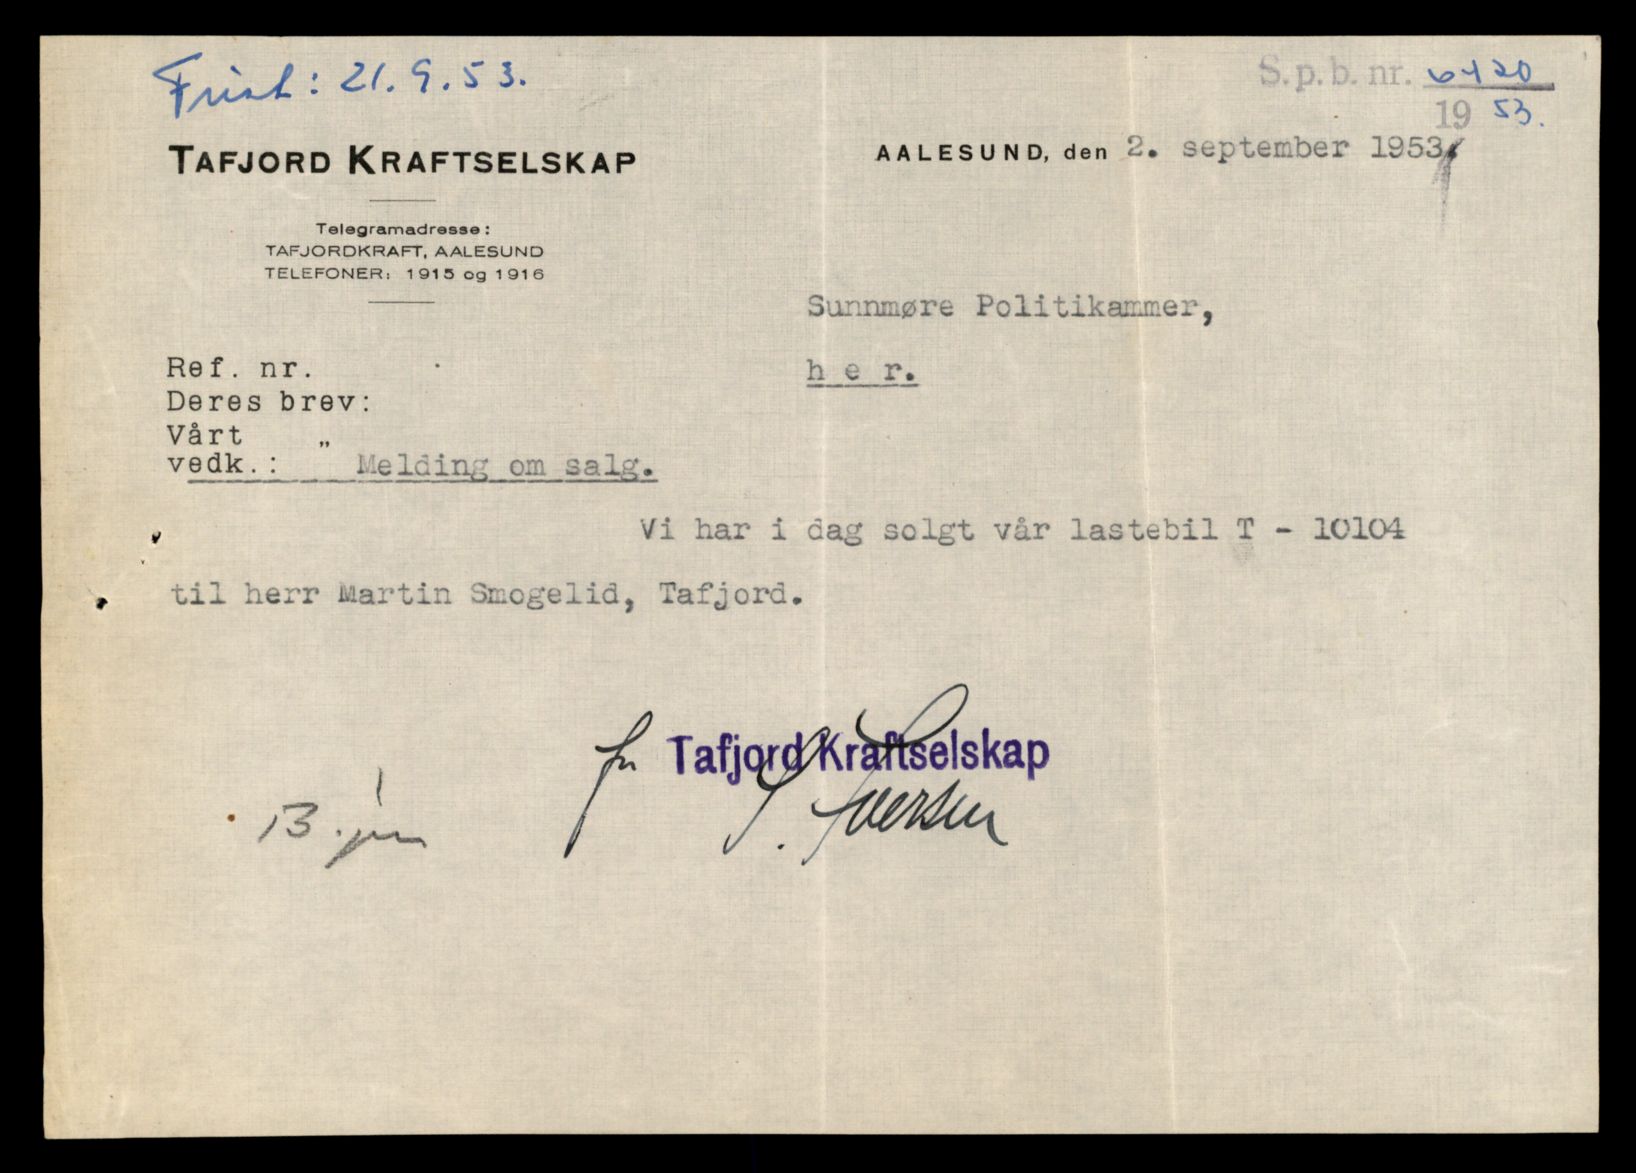 Frist: 21.9.53.
S.p.b. nr. 6420
19 53.
TAFJORD KRAFTSELSKAP
AALESUND, den 2. september 1953.
Telegramadresse:
TAFJORDKRAFT, AALESUND
TELEFONER: 1915 og 1916
Sunnmøre Politikammer,
h e r.
Ref. nr.
Deres brev:
Vårt „
vedk.: Melding om salg.
Vi har i dag solgt vår lastebil T - 10104
til herr Martin Smogelid, Tafjord.
for Tafjord Kraftselskap
S. Iversen